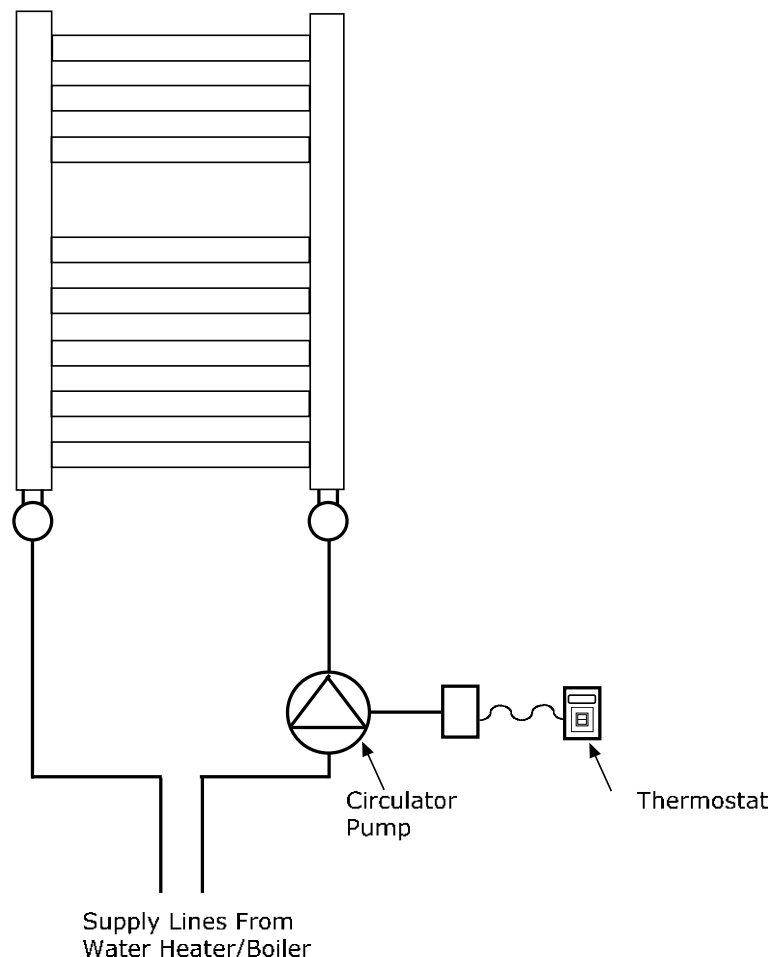 Circulator
Pump
Thermostat
Supply Lines From
Water Heater/Boiler